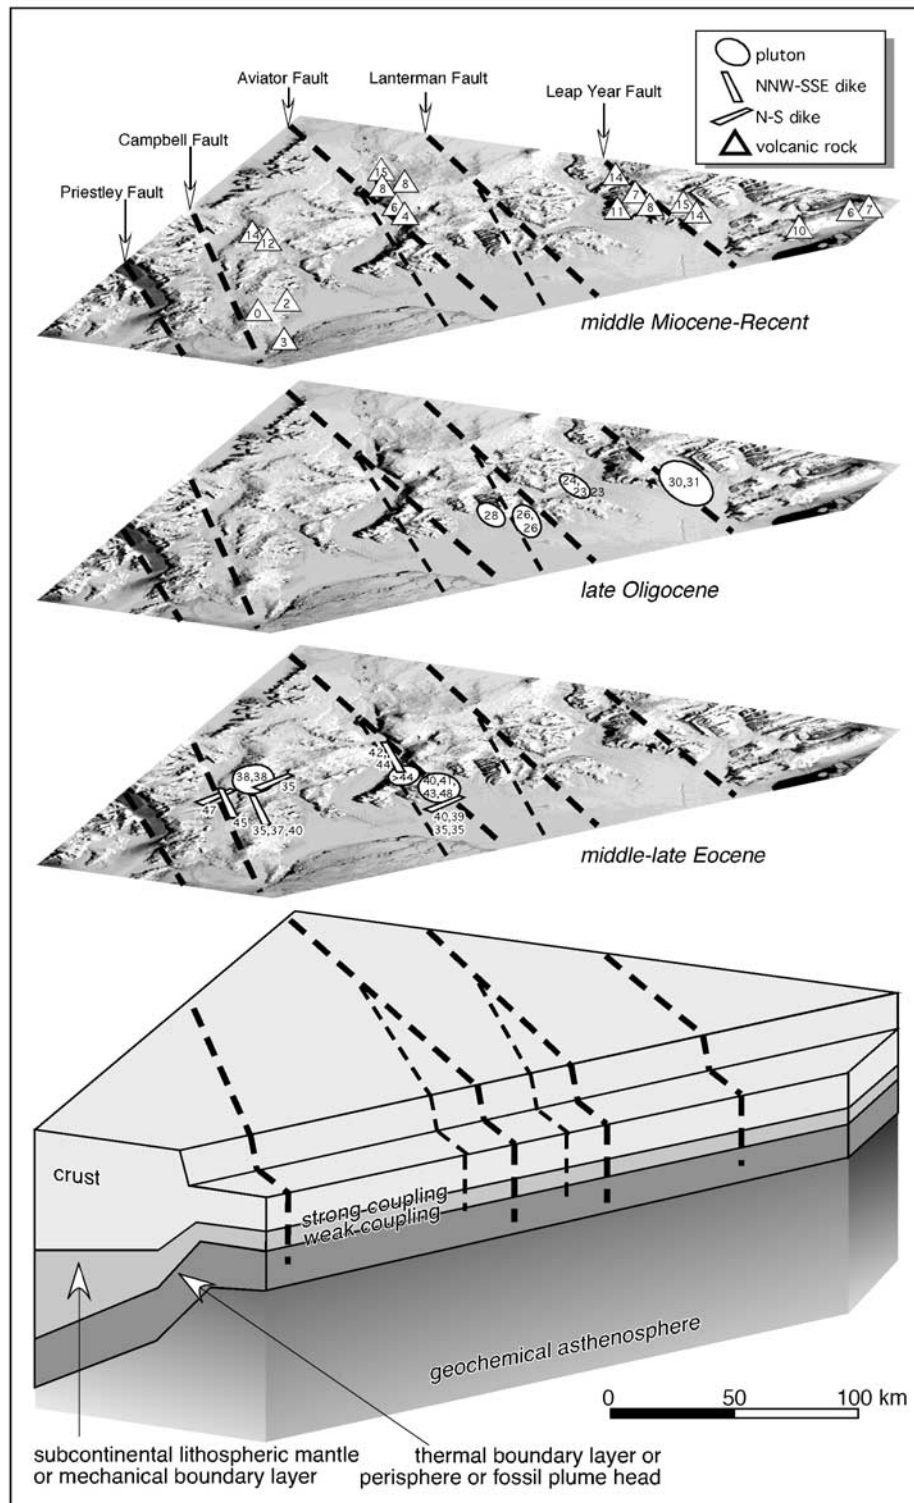 pluton
NNW-SSE dike
N-S dike
volcanic rock
Aviator Fault
Lanterman Fault
Leap Year Fault
Campbell Fault
Priestley Fault
15
8
8
6
4
14
12
0
2
3
14
7
11
8
15
14
10
6
7
middle Miocene-Recent
24,
23,23
30,31
28
26,
26
late Oligocene
42,
44
>44
40,41,
43,48
38,38
35
47
45
35,37,40
40,39
35,35
middle-late Eocene
crust
strong coupling
weak coupling
geochemical asthenosphere
0 50 100 km
subcontinental lithospheric mantle
or mechanical boundary layer
thermal boundary layer or
perisphere or fossil plume head